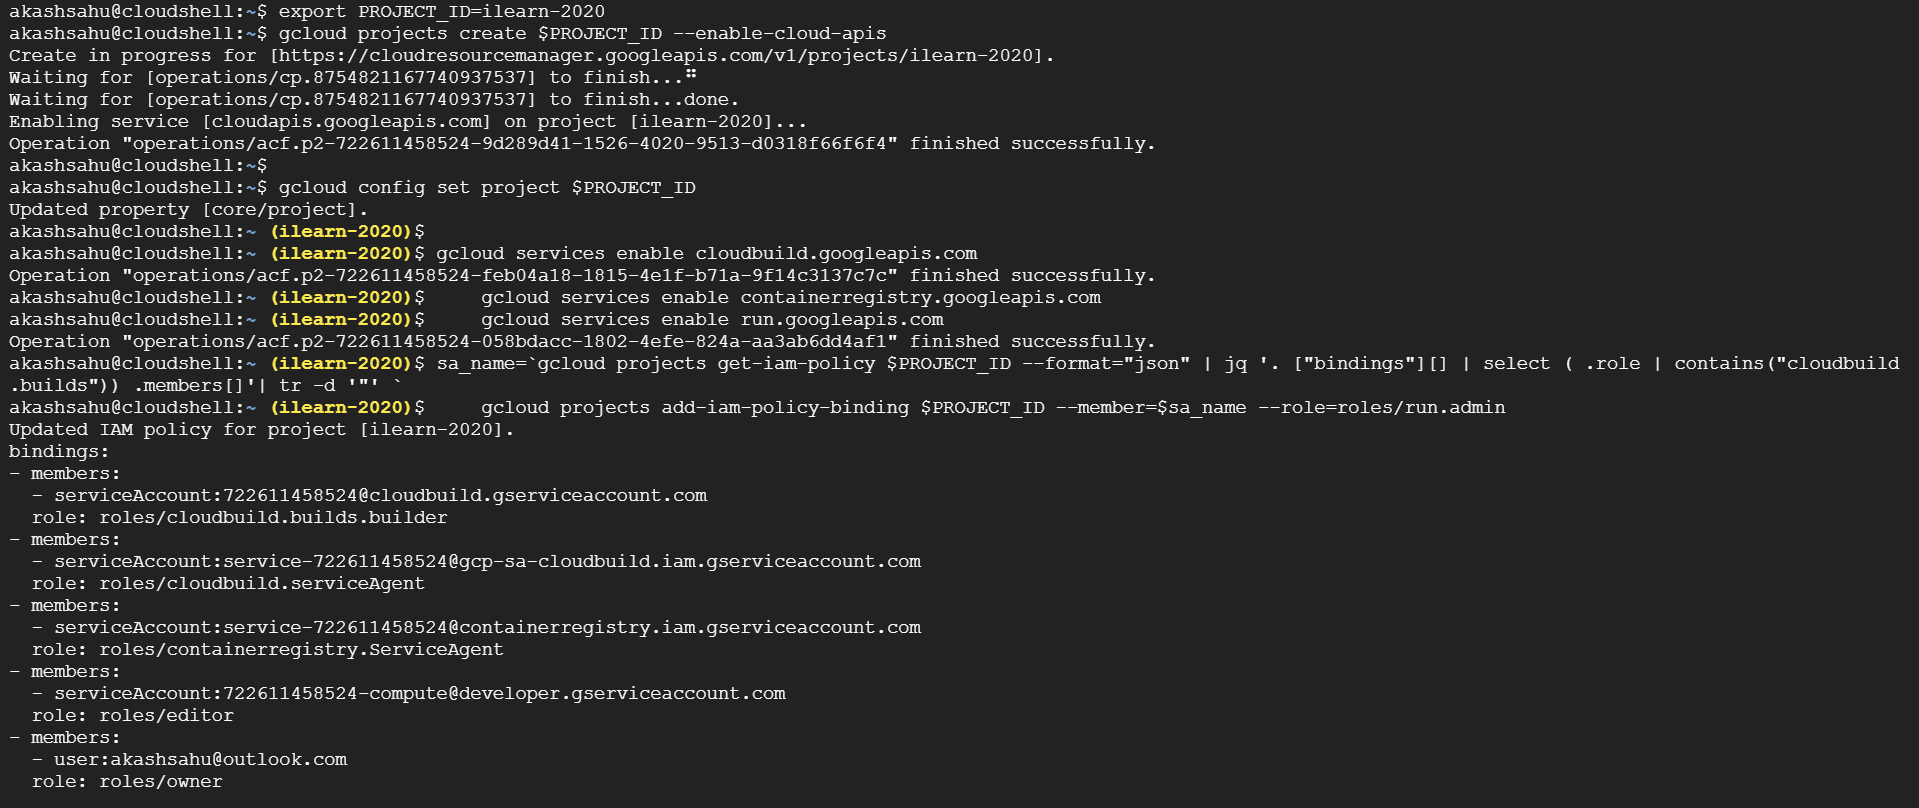 akashsahu@cloudshell:~$ export PROJECT_ID=ilearn-2020
akashsahu@cloudshell:~$ gcloud projects create $PROJECT_ID --enable-cloud-apis
Create in progress for [https://cloudresourcemanager.googleapis.com/v1/projects/ilearn-2020].
Waiting for [operations/cp.8754821167740937537] to finish...⠛
Waiting for [operations/cp.8754821167740937537] to finish...done.
Enabling service [cloudapis.googleapis.com] on project [ilearn-2020]...
Operation "operations/acf.p2-722611458524-9d289d41-1526-4020-9513-d0318f66f6f4" finished successfully.
akashsahu@cloudshell:~$
akashsahu@cloudshell:~$ gcloud config set project $PROJECT_ID
Updated property [core/project].
akashsahu@cloudshell:~ (ilearn-2020)$
akashsahu@cloudshell:~ (ilearn-2020)$ gcloud services enable cloudbuild.googleapis.com
Operation "operations/acf.p2-722611458524-feb04a18-1815-4e1f-b71a-9f14c3137c7c" finished successfully.
akashsahu@cloudshell:~ (ilearn-2020)$     gcloud services enable containerregistry.googleapis.com
akashsahu@cloudshell:~ (ilearn-2020)$     gcloud services enable run.googleapis.com
Operation "operations/acf.p2-722611458524-058bdacc-1802-4efe-824a-aa3ab6dd4af1" finished successfully.
akashsahu@cloudshell:~ (ilearn-2020)$ sa_name=`gcloud projects get-iam-policy $PROJECT_ID --format="json" | jq '. ["bindings"][] | select ( .role | contains("cloudbuild
.builds")) .members[]'| tr -d '"' `
akashsahu@cloudshell:~ (ilearn-2020)$     gcloud projects add-iam-policy-binding $PROJECT_ID --member=$sa_name --role=roles/run.admin
Updated IAM policy for project [ilearn-2020].
bindings:
- members:
  - serviceAccount:722611458524@cloudbuild.gserviceaccount.com
  role: roles/cloudbuild.builds.builder
- members:
  - serviceAccount:service-722611458524@gcp-sa-cloudbuild.iam.gserviceaccount.com
  role: roles/cloudbuild.serviceAgent
- members:
  - serviceAccount:service-722611458524@containerregistry.iam.gserviceaccount.com
  role: roles/containerregistry.ServiceAgent
- members:
  - serviceAccount:722611458524-compute@developer.gserviceaccount.com
  role: roles/editor
- members:
  - user:akashsahu@outlook.com
  role: roles/owner